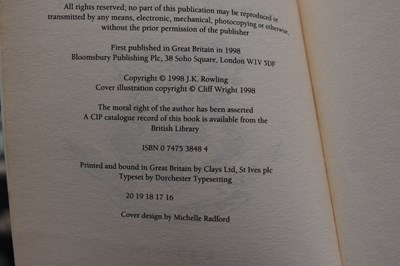 All rights reserved; no part of this publication may be reproduced or
transmitted by any means, electronic, mechanical, photocopying or otherwise,
without the prior permission of the publisher
First published in Great Britain in 1998
Bloomsbury Publishing Plc, 38 Soho Square, London W1V 5DF
Copyright © 1998 J.K. Rowling
Cover illustration copyright © Cliff Wright 1998
The moral right of the author has been asserted
A CIP catalogue record of this book is available from the
British Library
ISBN 0 7475 3848 4
Printed and bound in Great Britain by Clays Ltd, St Ives plc
Typeset by Dorchester Typesetting
20 19 18 17 16
Cover design by Michelle Radford